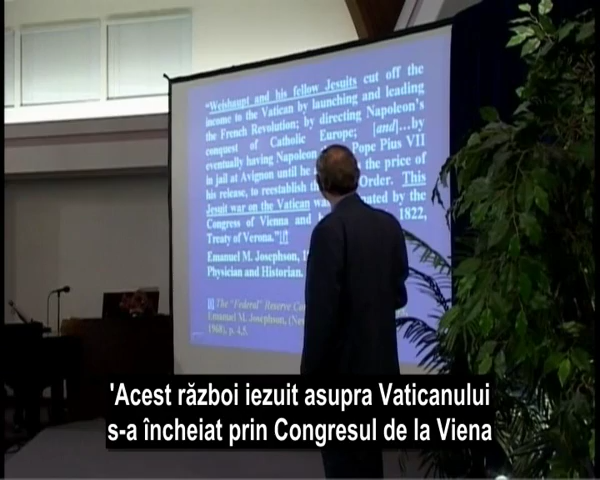 “Weishaupt and his fellow Jesuits cut off the
income to the Vatican by launching and leading
the French Revolution; by directing Napoleon's
conquest of Catholic Europe; [and]...by
eventually having Napoleon Pope Pius VII
in jail at Avignon until he the price of
his release, to reestablish Order. This
Jesuit war on the Vatican by the
Congress of Vienna and 1822,
Treaty of Verona.”[i]
Emanuel M. Josephson,
Physician and Historian.
[i] The "Federal" Reserve
Emanuel M. Josephson,
1968), p. 4,5.
'Acest război iezuit asupra Vaticanului
s-a încheiat prin Congresul de la Viena